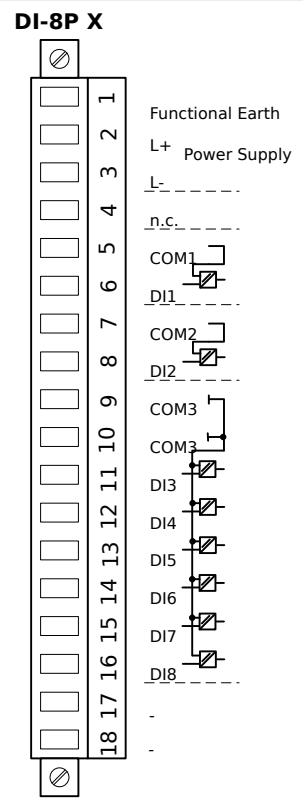 DI-8P X
1
Functional Earth
2
L+ Power Supply
3
L-
4
n.c.
5
COM1
6
DI1
7
COM2
8
DI2
9
COM3
10
COM3
11
DI3
12
DI4
13
DI5
14
DI6
15
DI7
16
DI8
17
-
18
-